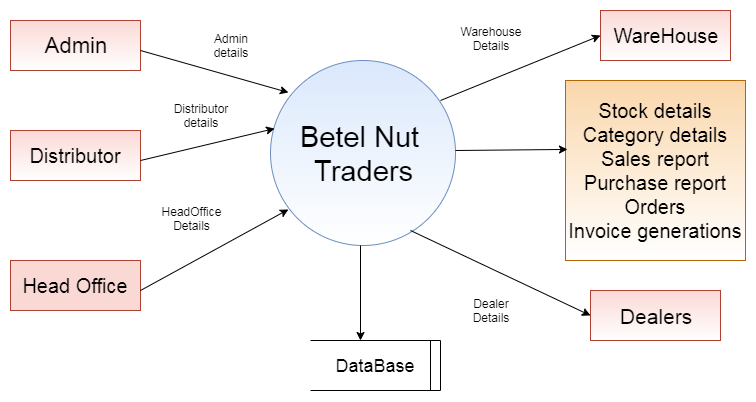 Admin
Admin
details
Distributor
Distributor
details
Head Office
HeadOffice
Details
Betel Nut
Traders
Warehouse
Details
WareHouse
Stock details
Category details
Sales report
Purchase report
Orders
Invoice generations
Dealer
Details
Dealers
DataBase